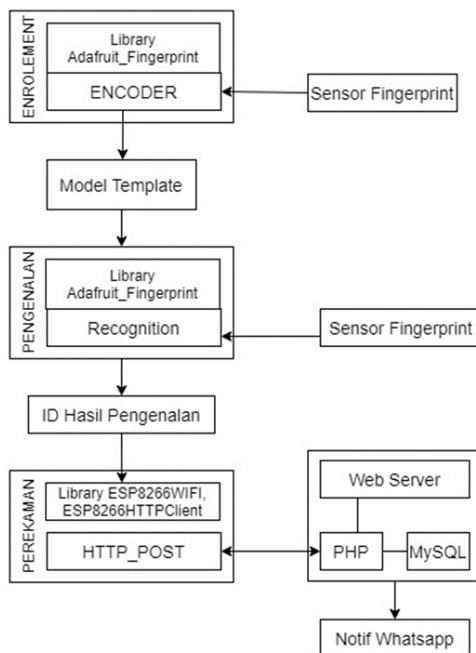 ENROLEMENT
Library
Adafruit_Fingerprint
ENCODER
Sensor Fingerprint
Model Template
PENGENALAN
Library
Adafruit_Fingerprint
Recognition
Sensor Fingerprint
ID Hasil Pengenalan
PEREKAMAN
Library ESP8266WIFI,
ESP8266HTTPClient
HTTP_POST
Web Server
PHP
MySQL
Notif Whatsapp